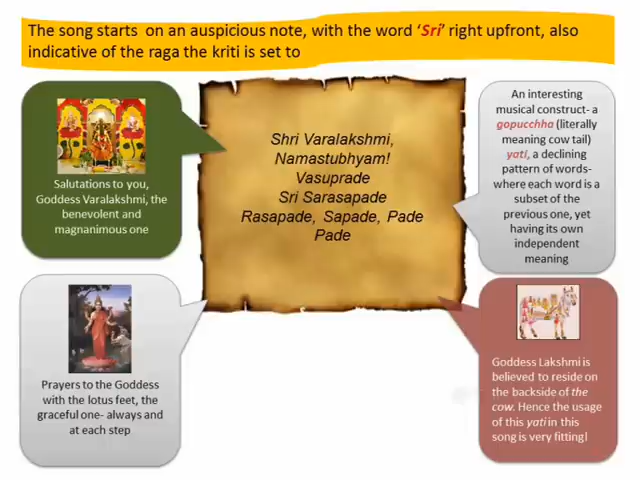 The song starts on an auspicious note, with the word ‘Sri’ right upfront, also
indicative of the raga the kriti is set to
Salutations to you,
Goddess Varalakshmi, the
benevolent and
magnanimous one
Shri Varalakshmi,
Namastubhyam!
Vasuprade
Sri Sarasapade
Rasapade, Sapade, Pade
Pade
An interesting
musical construct- a
gopucchha (literally
meaning cow tail)
yati, a declining
pattern of words-
where each word is a
subset of the
previous one, yet
having its own
independent
meaning
Prayers to the Goddess
with the lotus feet, the
graceful one- always and
at each step
Goddess Lakshmi is
believed to reside on
the backside of the
cow. Hence the usage
of this yati in this
song is very fitting!